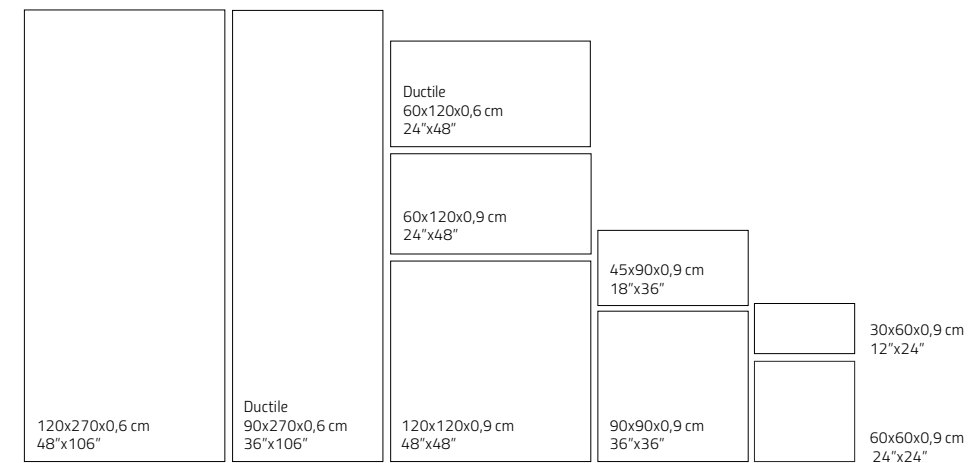 120x270x0,6 cm
48”x106”
Ductile
90x270x0,6 cm
36”x106”
Ductile
60x120x0,6 cm
24”x48”
60x120x0,9 cm
24”x48”
120x120x0,9 cm
48”x48”
45x90x0,9 cm
18”x36”
90x90x0,9 cm
36”x36”
30x60x0,9 cm
12”x24”
60x60x0,9 cm
24”x24”